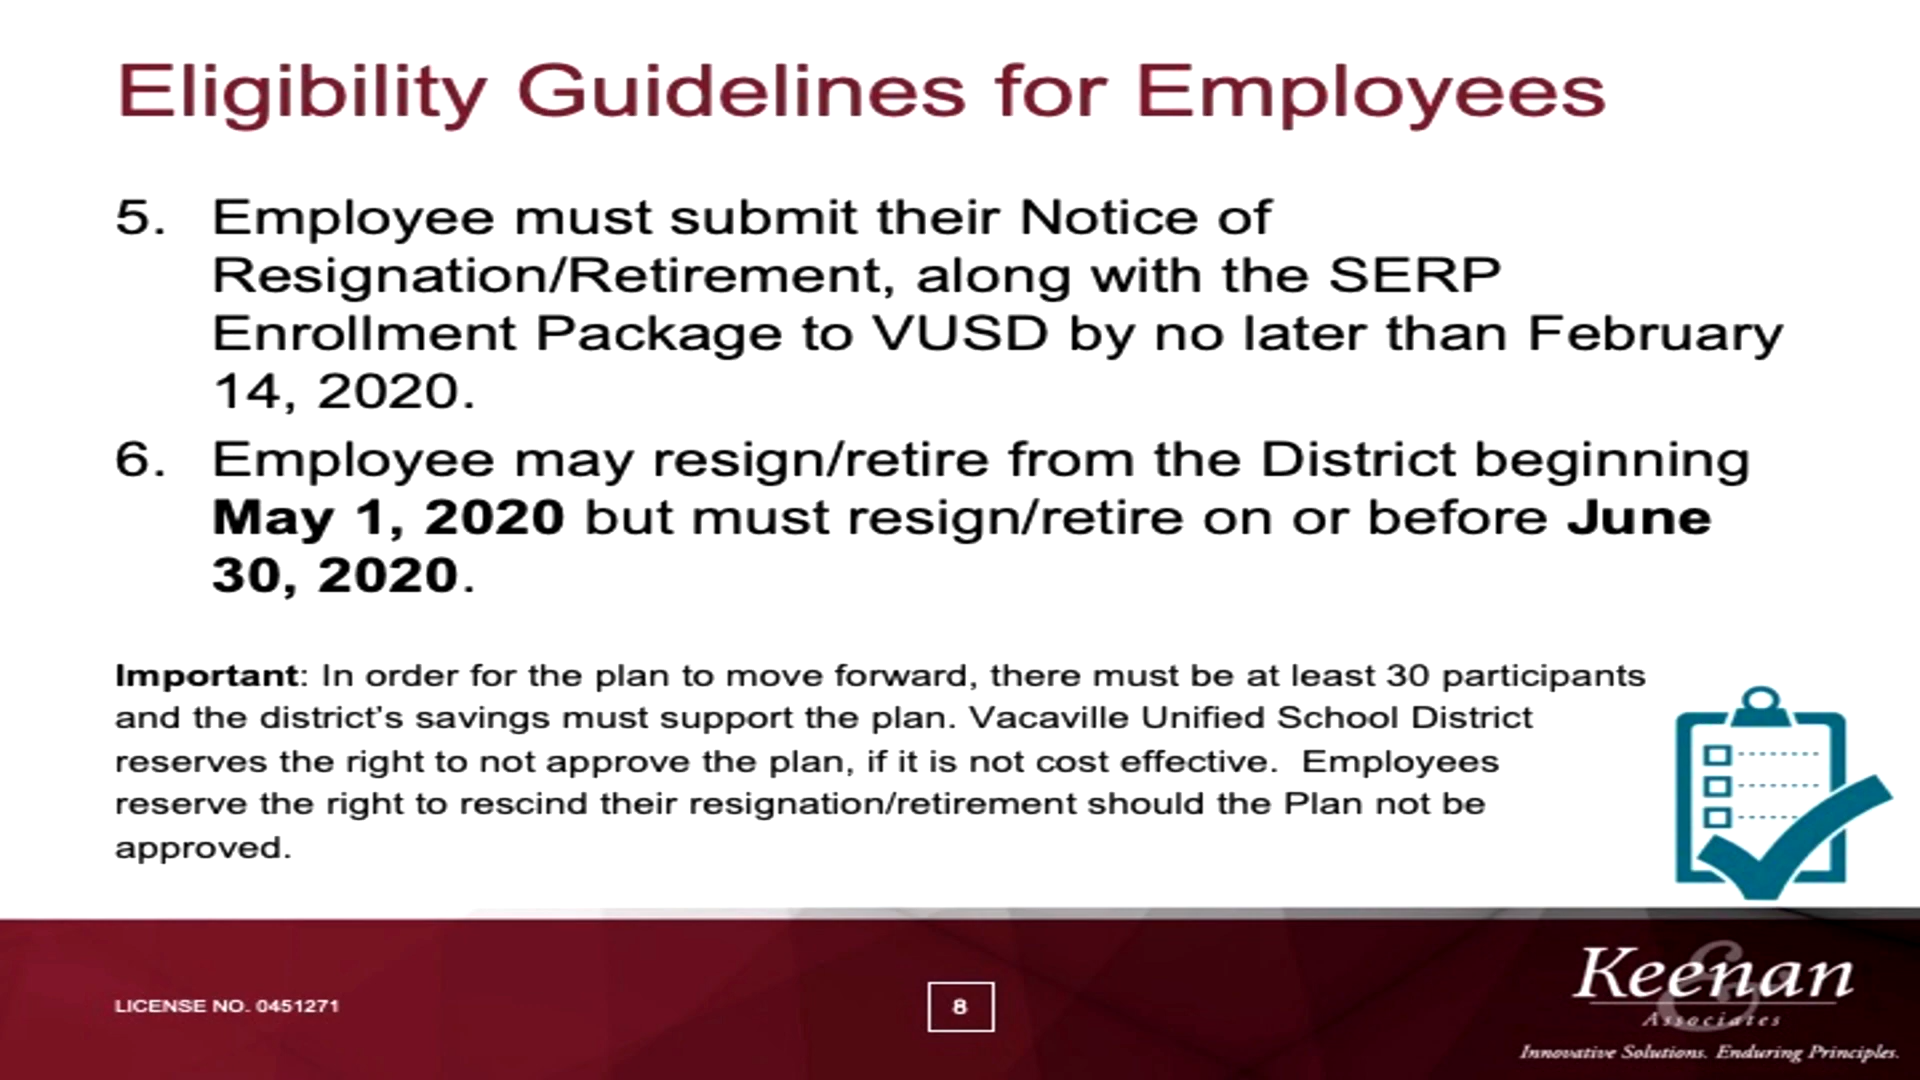 Eligibility Guidelines for Employees
5. Employee must submit their Notice of
Resignation/Retirement, along with the SERP
Enrollment Package to VUSD by no later than February
14, 2020.
6. Employee may resign/retire from the District beginning
May 1, 2020 but must resign/retire on or before June
30, 2020.
Important: In order for the plan to move forward, there must be at least 30 participants
and the district's savings must support the plan. Vacaville Unified School District
reserves the right to not approve the plan, if it is not cost effective.  Employees
reserve the right to rescind their resignation/retirement should the Plan not be
approved.
LICENSE NO. 0451271
8
Keenan
&
Associates
Innovative Solutions. Enduring Principles.